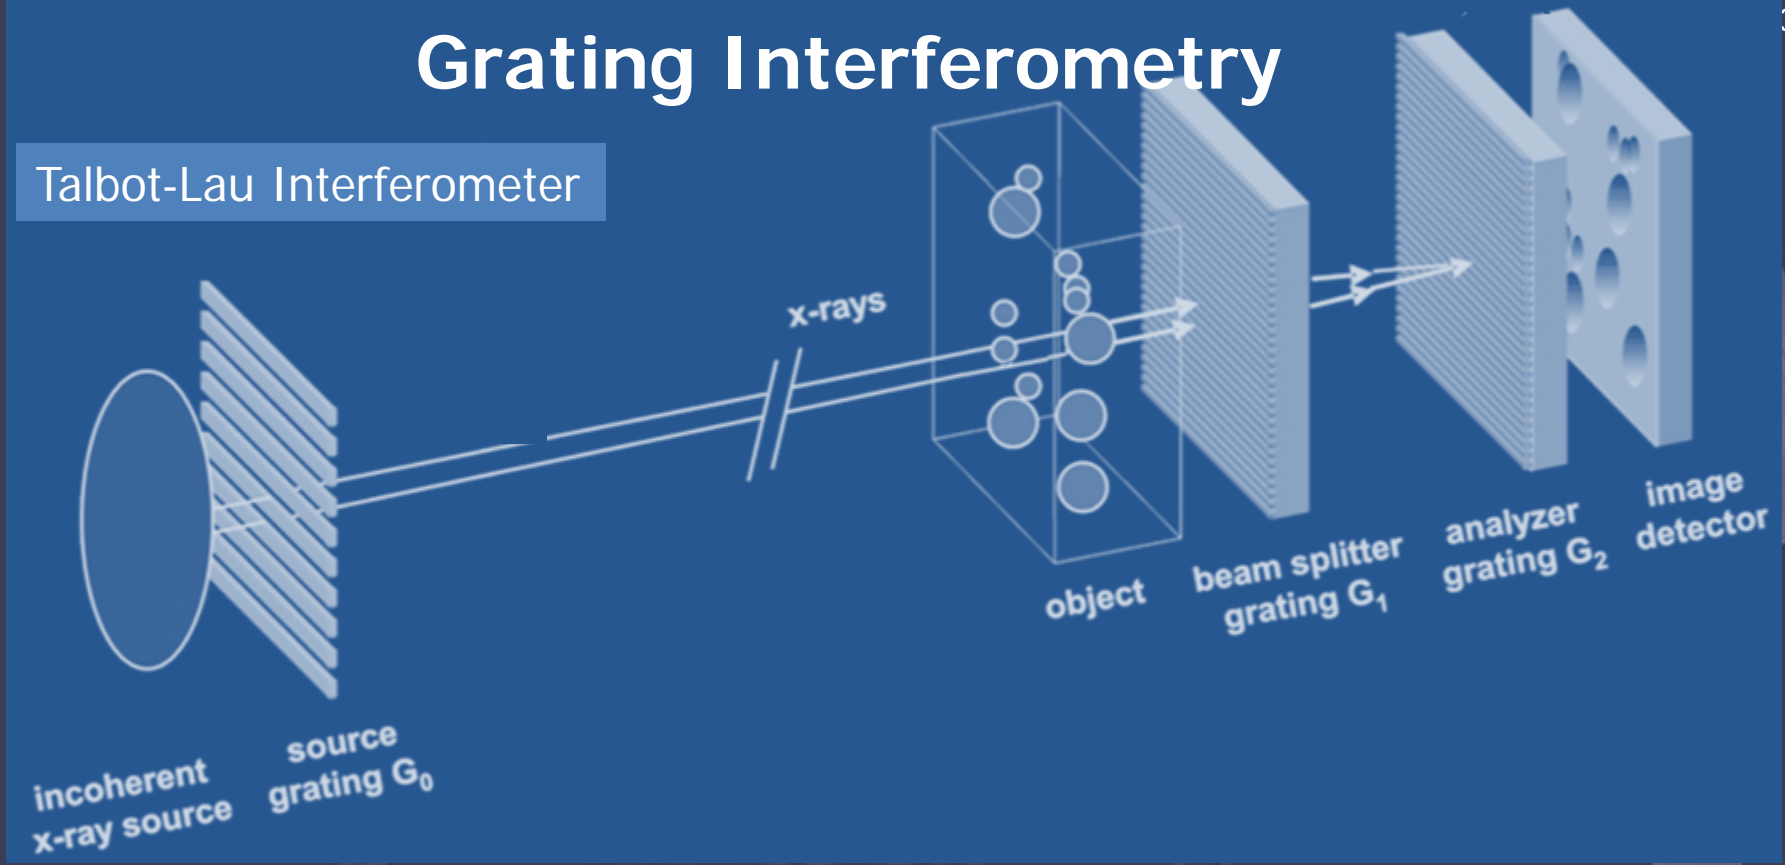 Grating Interferometry
Talbot-Lau Interferometer
x-rays
incoherent
x-ray source
source
grating G₀
object
beam splitter
grating G₁
analyzer
grating G₂
image
detector